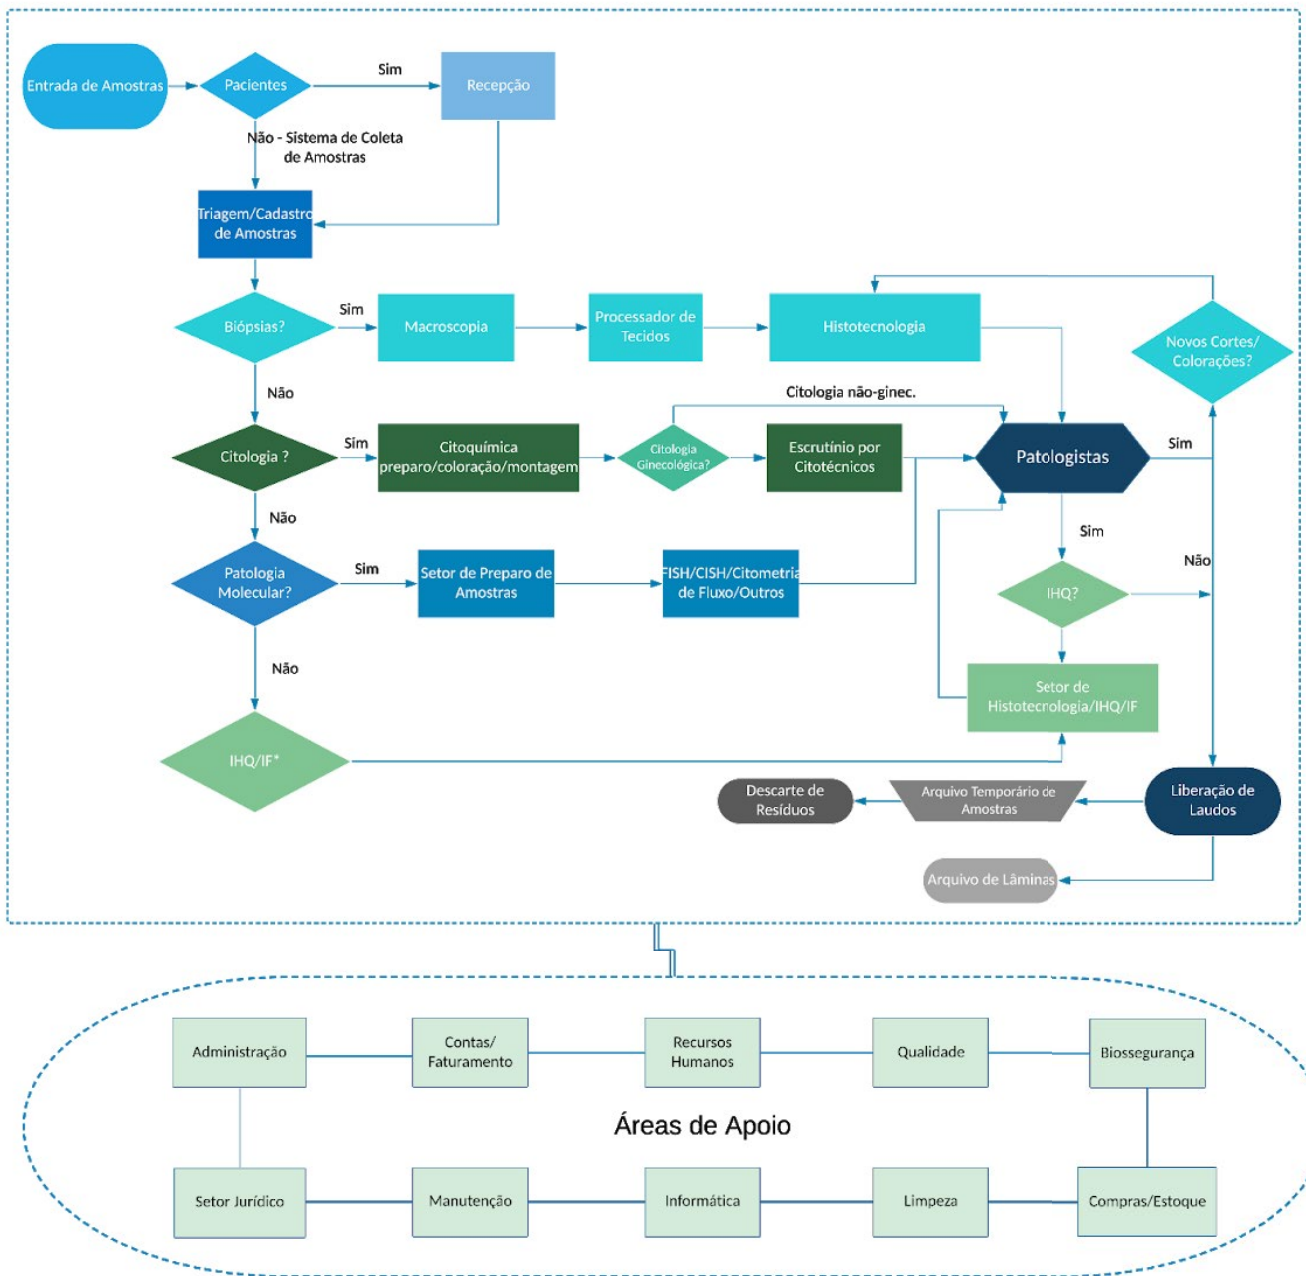 Entrada de Amostras
Pacientes
Sim
Recepção
Não - Sistema de Coleta
de Amostras
Triagem/Cadastro
de Amostras
Biópsias?
Sim
Macroscopia
Processador de
Tecidos
Histotecnologia
Novos Cortes/
Colorações?
Não
Citologia não-ginec.
Citologia ?
Sim
Citoquímica
preparo/coloração/montagem
Citologia
Ginecológica?
Escrutínio por
Citotécnicos
Patologistas
Sim
Não
Sim
Não
Patologia
Molecular?
Sim
Setor de Preparo de
Amostras
FISH/CISH/Citometria
de Fluxo/Outros
IHQ?
Não
Setor de
Histotecnologia/IHQ/IF
IHQ/IF*
Descarte de
Resíduos
Arquivo Temporário de
Amostras
Liberação de
Laudos
Arquivo de Lâminas
Administração
Contas/
Faturamento
Recursos
Humanos
Qualidade
Biossegurança
Áreas de Apoio
Setor Jurídico
Manutenção
Informática
Limpeza
Compras/Estoque